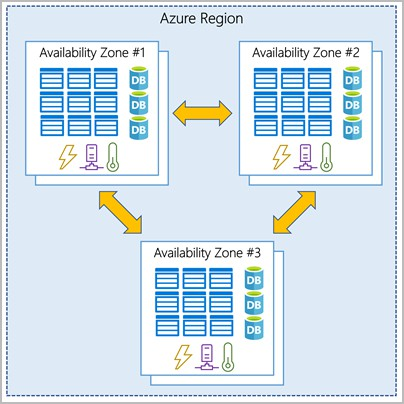 Azure Region
Availability Zone #1
DB
DB
DB
Availability Zone #2
DB
DB
DB
Availability Zone #3
DB
DB
DB